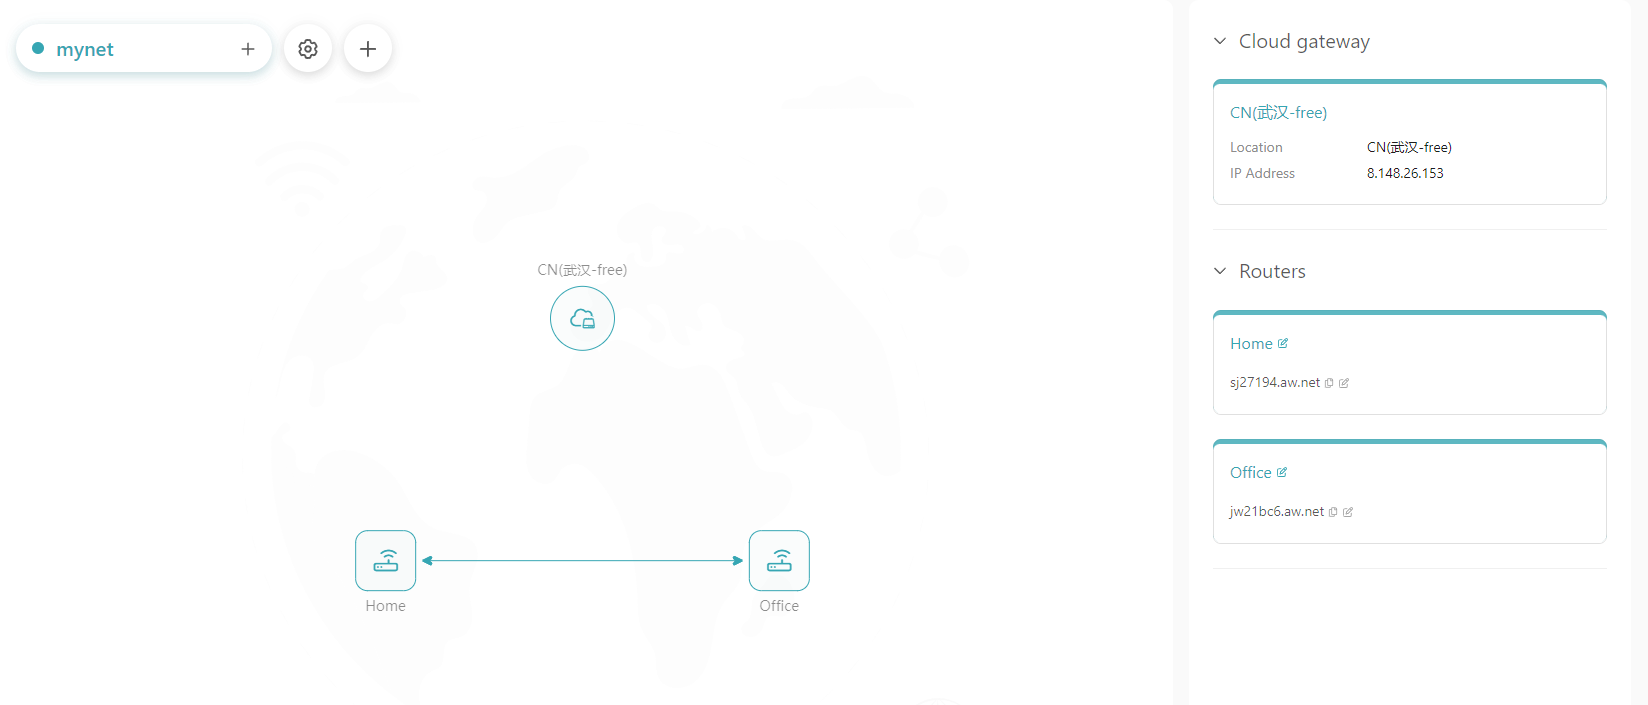 mynet
CN(武汉-free)
Home
Office
Cloud gateway
CN(武汉-free)
Location CN(武汉-free)
IP Address 8.148.26.153
Routers
Home
sj27194.aw.net
Office
jw21bc6.aw.net